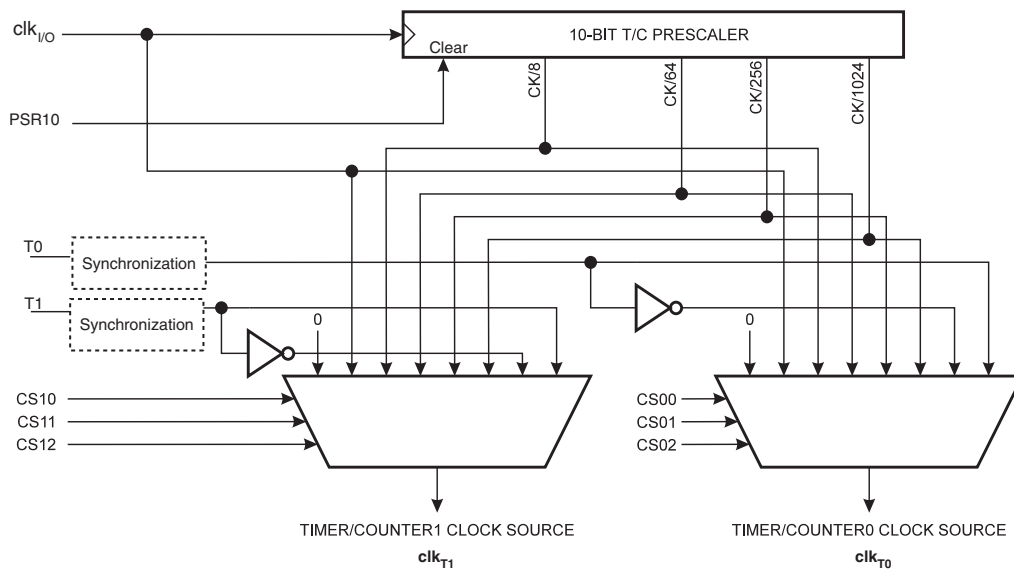 clkI/O
10-BIT T/C PRESCALER
Clear
PSR10
CK/8
CK/64
CK/256
CK/1024
T0
Synchronization
T1
Synchronization
0
0
CS10
CS11
CS12
CS00
CS01
CS02
TIMER/COUNTER1 CLOCK SOURCE
clkT1
TIMER/COUNTER0 CLOCK SOURCE
clkT0